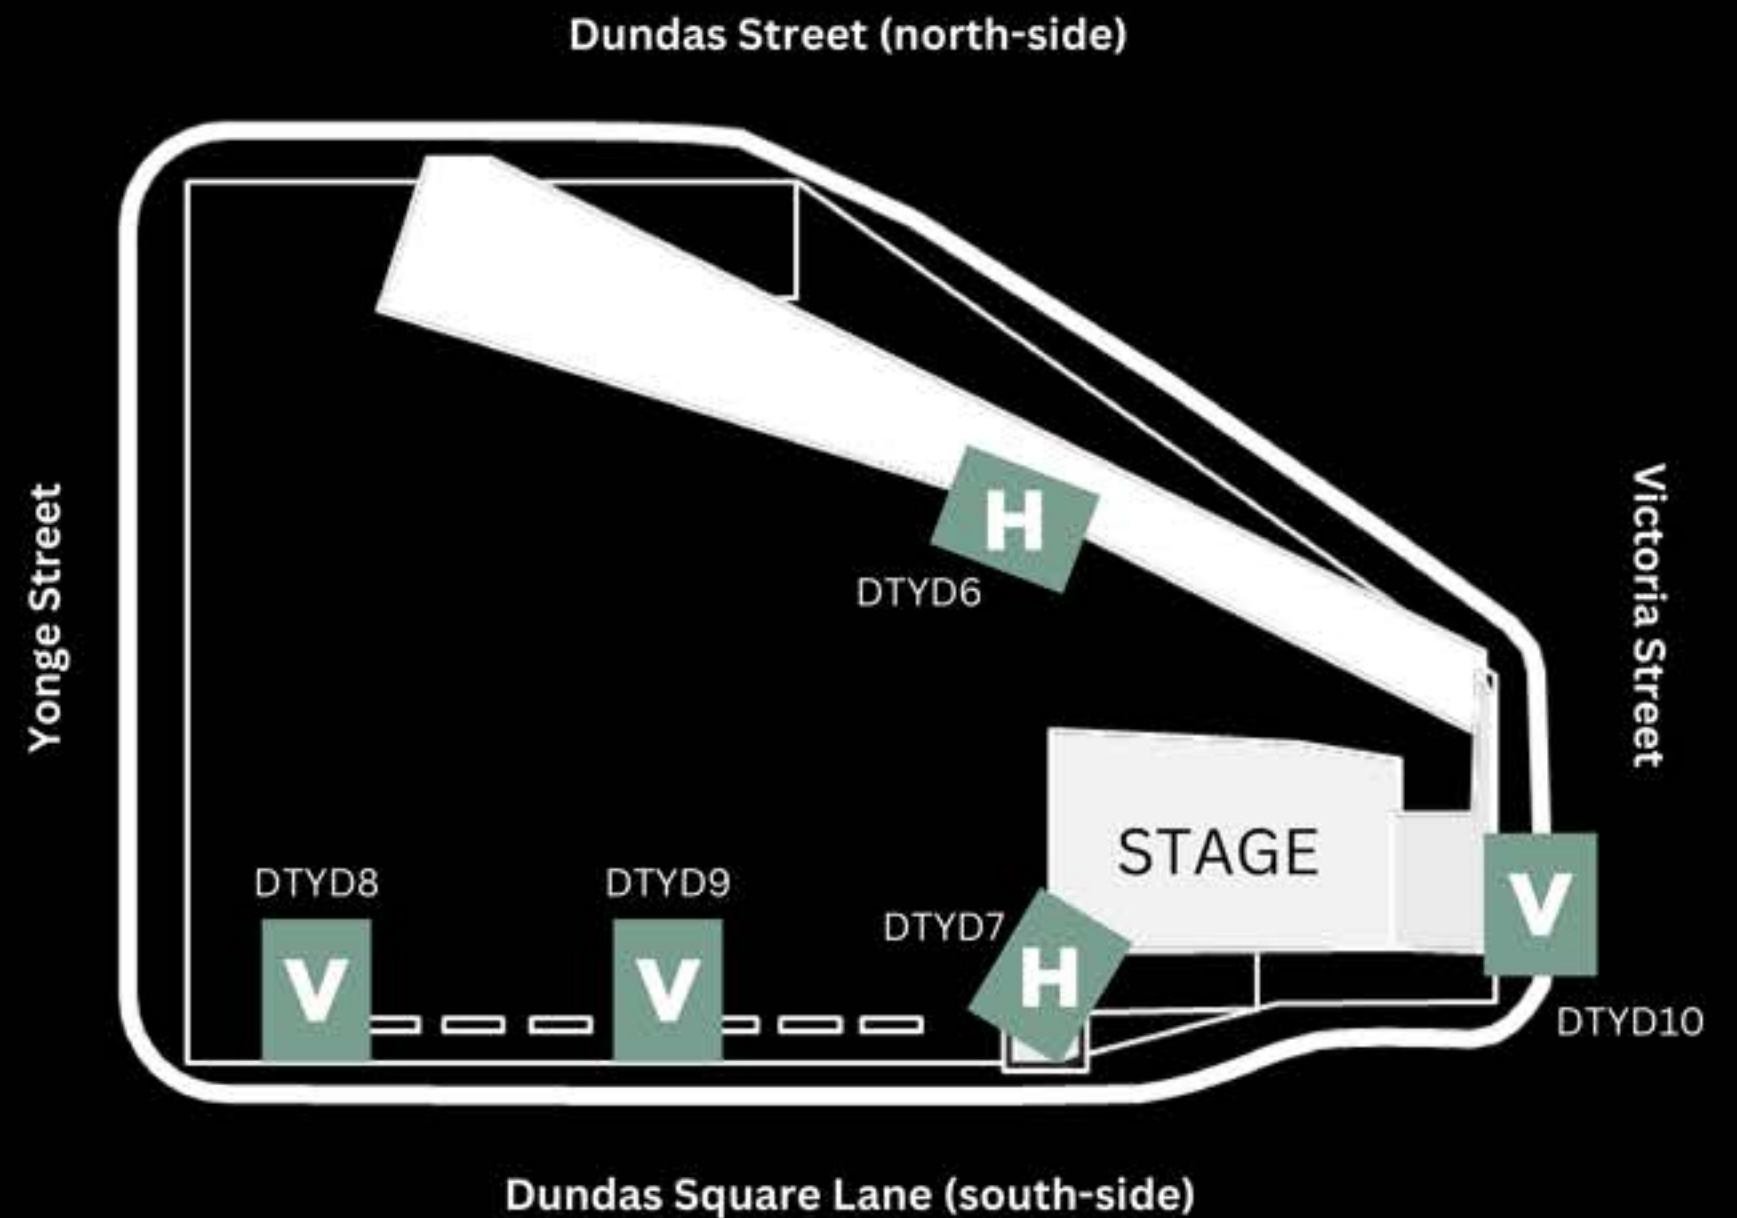 Dundas Street (north-side)
Yonge Street
Victoria Street
H
DTYD6
STAGE
DTYD8
DTYD9
DTYD7
V
V
H
V
DTYD10
Dundas Square Lane (south-side)